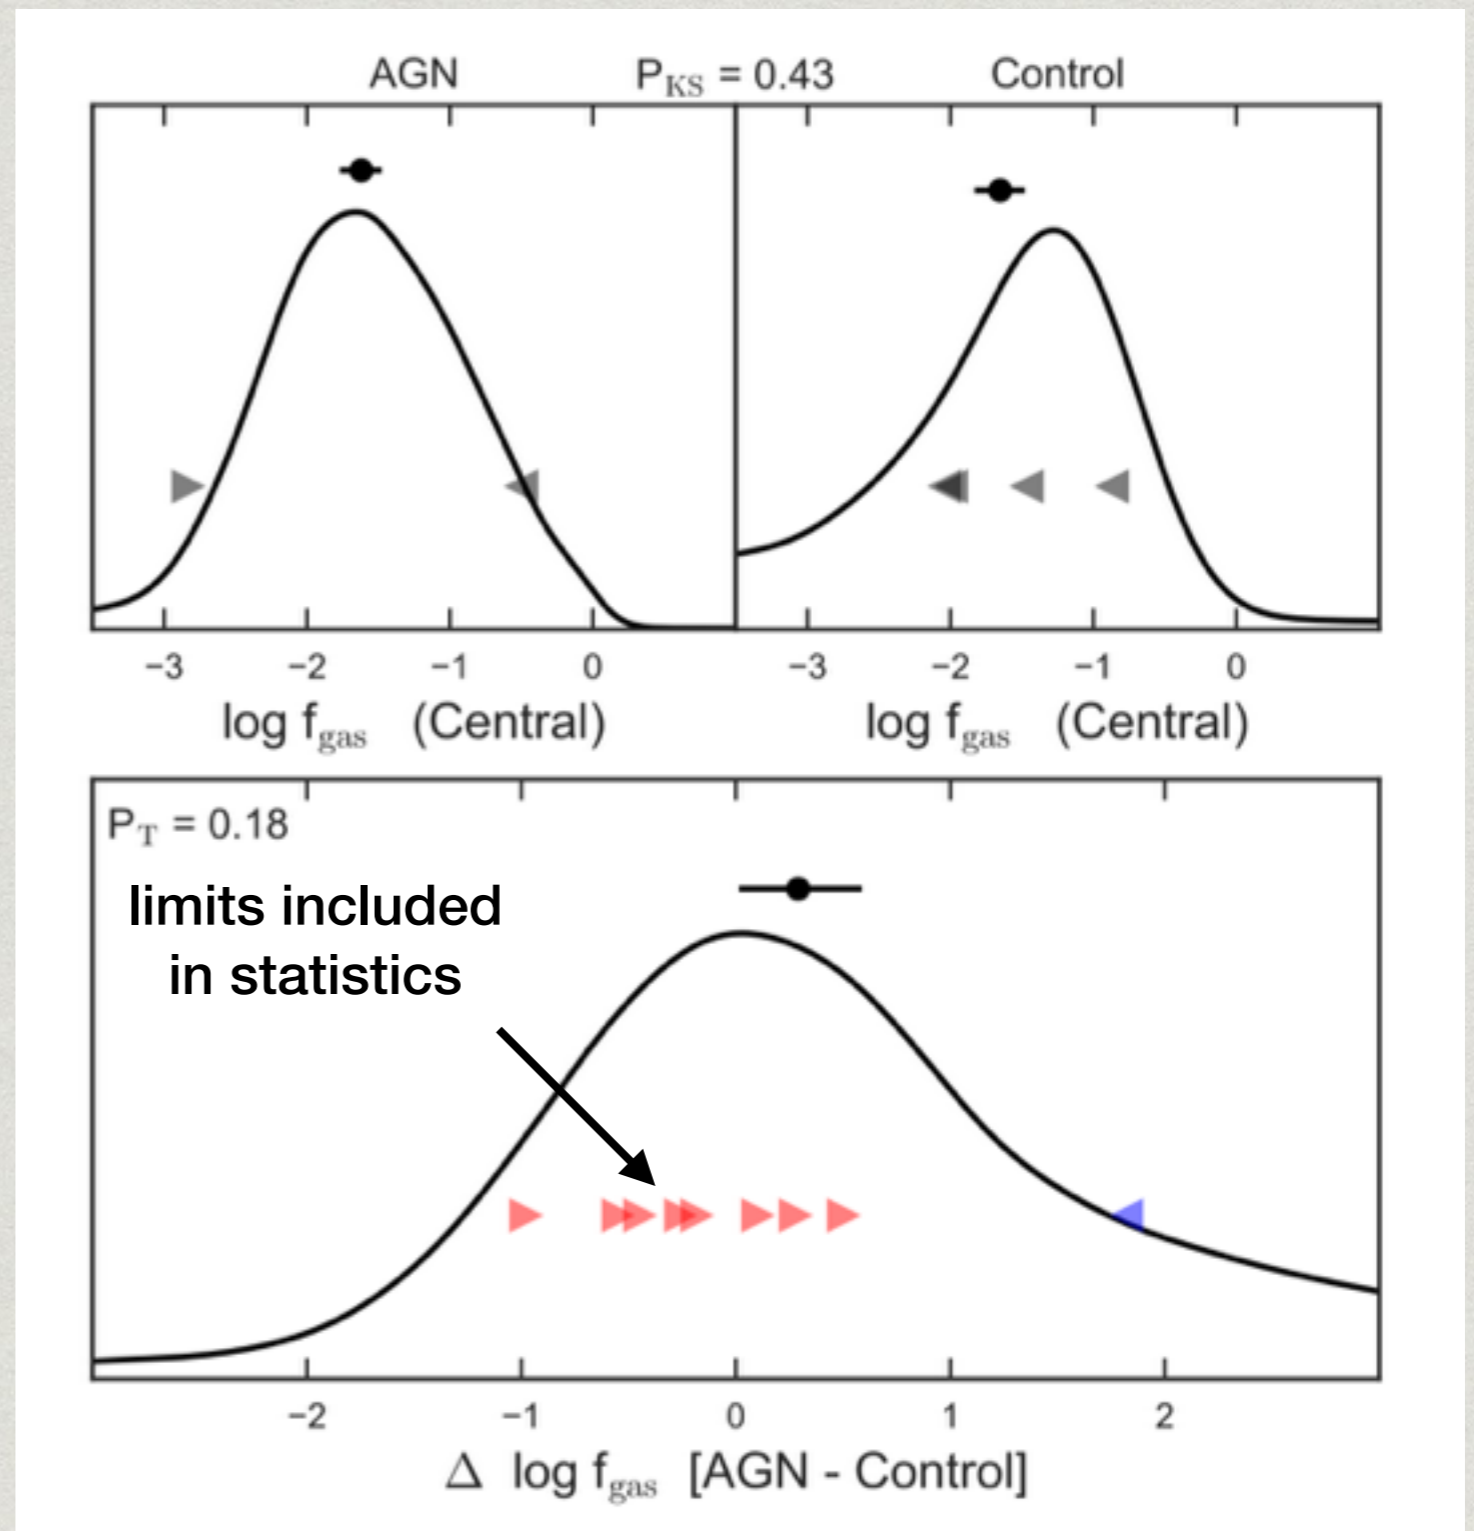 AGN P_KS = 0.43 Control
−3 −2 −1 0 −3 −2 −1 0
log f_gas (Central) log f_gas (Central)
P_T = 0.18
limits included
in statistics
−2 −1 0 1 2
Δ log f_gas [AGN - Control]